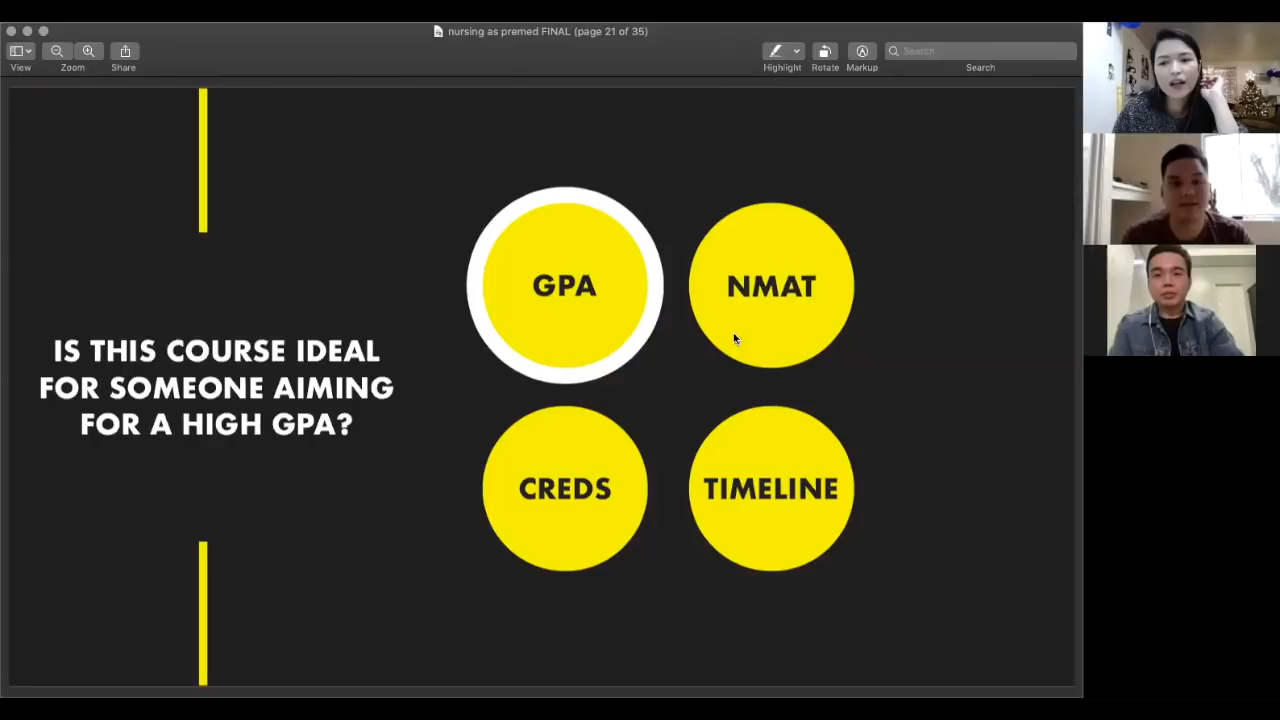 nursing as premed FINAL (page 21 of 35)
View
Zoom
Share
Highlight
Rotate
Markup
Search
Search
IS THIS COURSE IDEAL
FOR SOMEONE AIMING
FOR A HIGH GPA?
GPA
NMAT
CREDS
TIMELINE